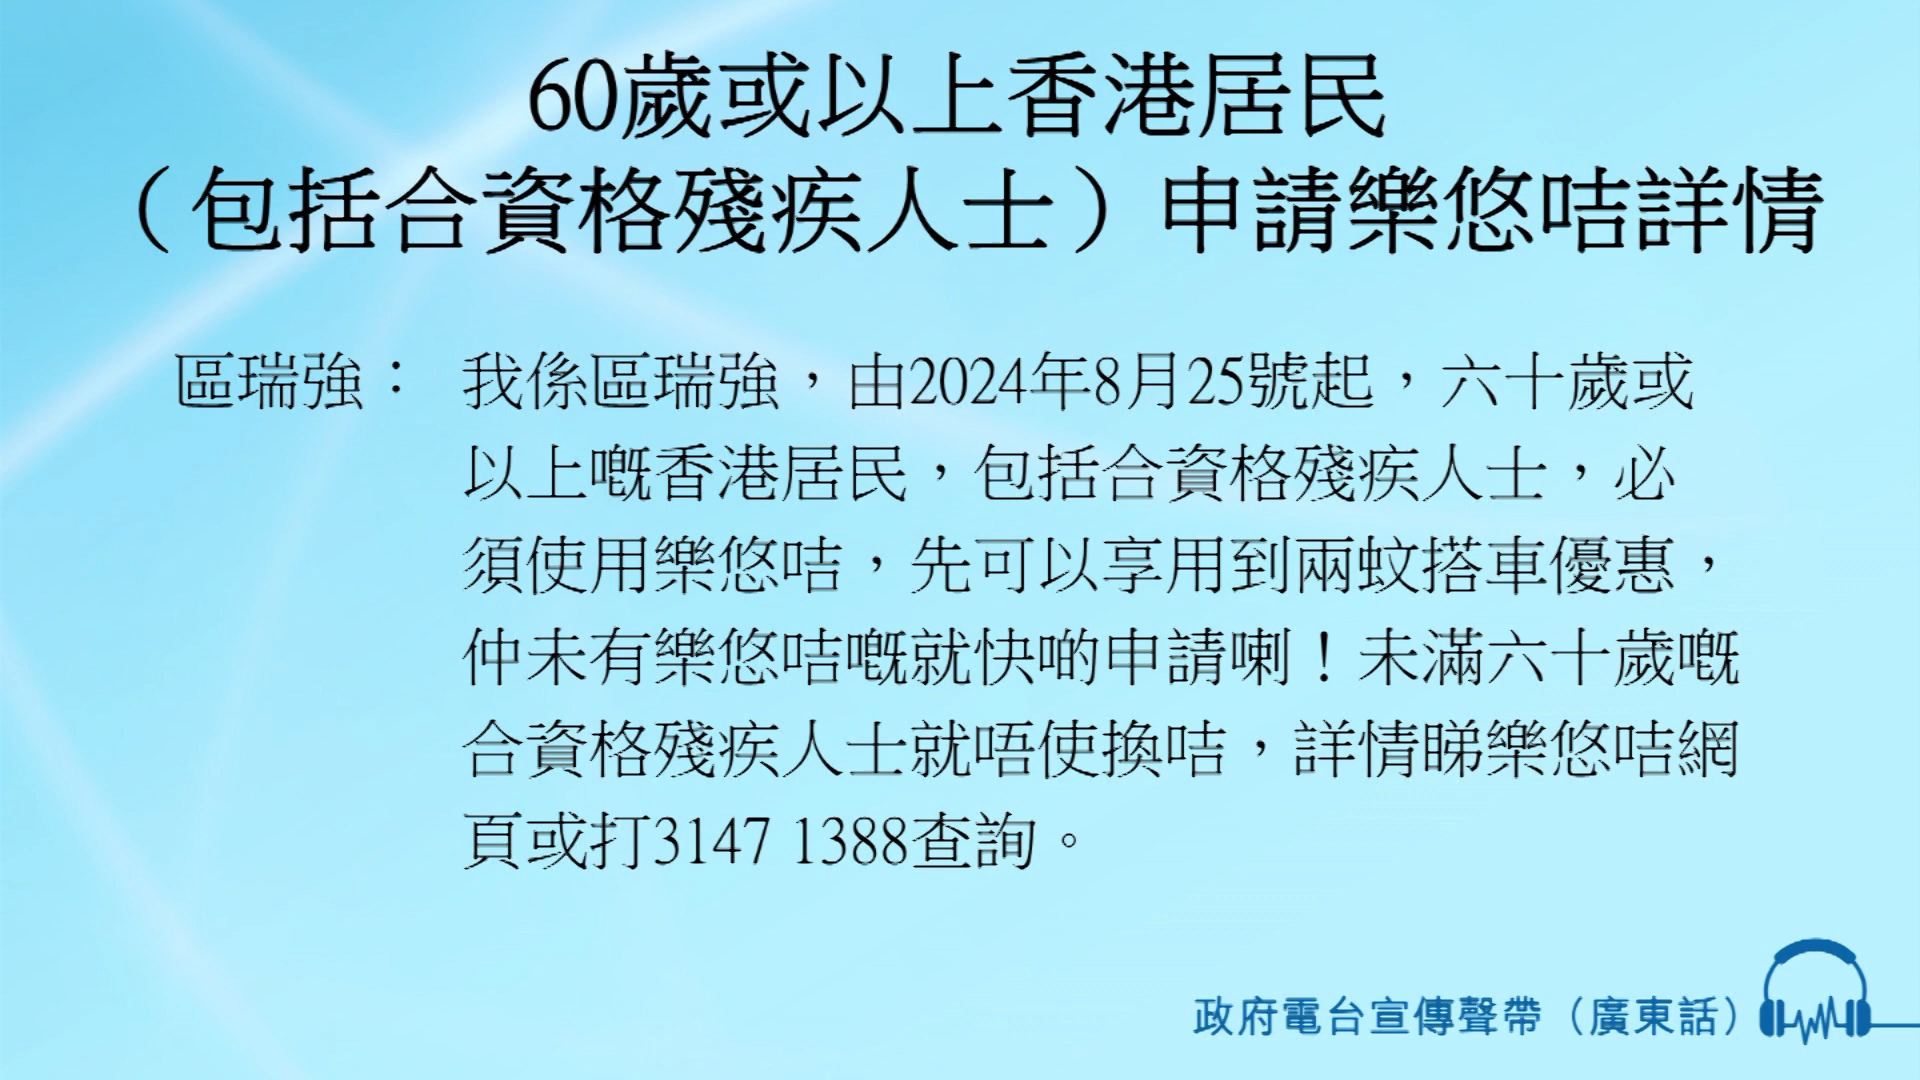 60歲或以上香港居民
（包括合資格殘疾人士）申請樂悠咭詳情
區瑞強： 我係區瑞強，由2024年8月25號起，六十歲或
以上嘅香港居民，包括合資格殘疾人士，必
須使用樂悠咭，先可以享用到兩蚊搭車優惠，
仲未有樂悠咭嘅就快啲申請喇！未滿六十歲嘅
合資格殘疾人士就唔使換咭，詳情睇樂悠咭網
頁或打3147 1388查詢。
政府電台宣傳聲帶（廣東話）